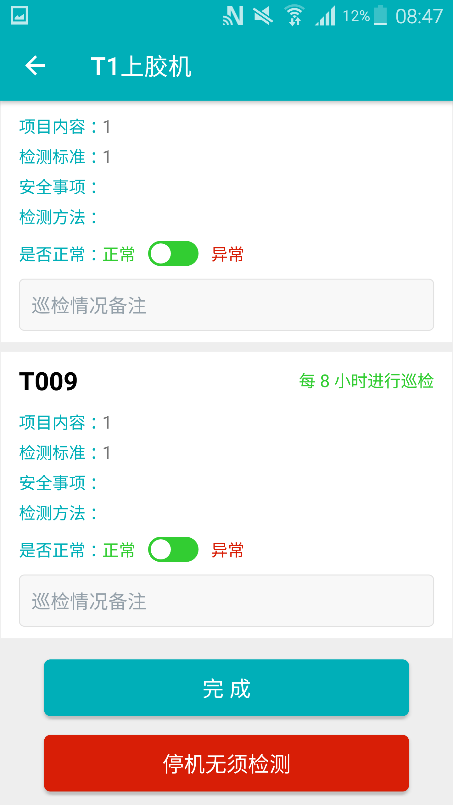 12% 08:47
T1上胶机
项目内容：1
检测标准：1
安全事项：
检测方法：
是否正常：正常 异常
巡检情况备注
T009 每 8 小时进行巡检
项目内容：1
检测标准：1
安全事项：
检测方法：
是否正常：正常 异常
巡检情况备注
完 成
停机无须检测